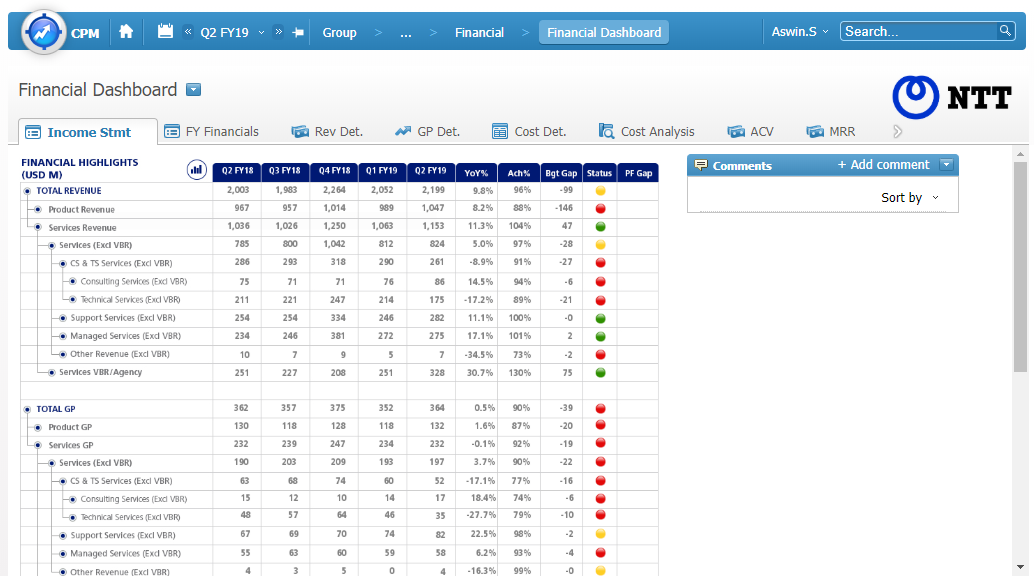 CPM « Q2 FY19 » Group > ... > Financial > Financial Dashboard Aswin.S Search...
Financial Dashboard
NTT
Income Stmt FY Financials Rev Det. GP Det. Cost Det. Cost Analysis ACV MRR
FINANCIAL HIGHLIGHTS
(USD M) Q2 FY18 Q3 FY18 Q4 FY18 Q1 FY19 Q2 FY19 YoY% Ach% Bgt Gap Status PF Gap
TOTAL REVENUE 2,003 1,983 2,264 2,052 2,199 9.8% 96% -99
Product Revenue 967 957 1,014 989 1,047 8.2% 88% -146
Services Revenue 1,036 1,026 1,250 1,063 1,153 11.3% 104% 47
Services (Excl VBR) 785 800 1,042 812 824 5.0% 97% -28
CS & TS Services (Excl VBR) 286 293 318 290 261 -8.9% 91% -27
Consulting Services (Excl VBR) 75 71 71 76 86 14.5% 94% -6
Technical Services (Excl VBR) 211 221 247 214 175 -17.2% 89% -21
Support Services (Excl VBR) 254 254 334 246 282 11.1% 100% -0
Managed Services (Excl VBR) 234 246 381 272 275 17.1% 101% 2
Other Revenue (Excl VBR) 10 7 9 5 7 -34.5% 73% -2
Services VBR/Agency 251 227 208 251 328 30.7% 130% 75
TOTAL GP 362 357 375 352 364 0.5% 90% -39
Product GP 130 118 128 118 132 1.6% 87% -20
Services GP 232 239 247 234 232 -0.1% 92% -19
Services (Excl VBR) 190 203 209 193 197 3.7% 90% -22
CS & TS Services (Excl VBR) 63 68 74 60 52 -17.1% 77% -16
Consulting Services (Excl VBR) 15 12 10 14 17 18.4% 74% -6
Technical Services (Excl VBR) 48 57 64 46 35 -27.7% 79% -10
Support Services (Excl VBR) 67 69 70 74 82 22.5% 98% -2
Managed Services (Excl VBR) 55 63 60 59 58 6.2% 93% -4
Other Revenue (Excl VBR) 4 3 5 0 4 -16.3% 99% -0
Comments + Add comment
Sort by